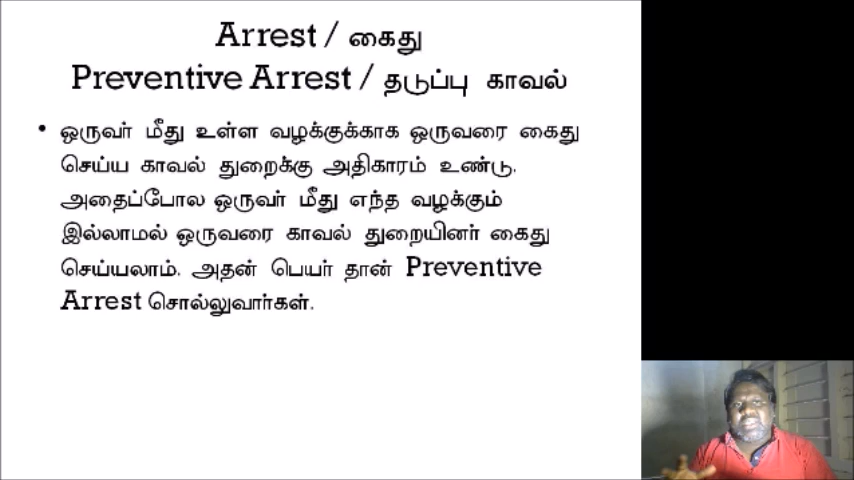 Arrest / கைது
Preventive Arrest / தடுப்பு காவல்
• ஒருவர் மீது உள்ள வழக்குக்காக ஒருவரை கைது
செய்ய காவல் துறைக்கு அதிகாரம் உண்டு.
அதைப்போல ஒருவர் மீது எந்த வழக்கும்
இல்லாமல் ஒருவரை காவல் துறையினர் கைது
செய்யலாம். அதன் பெயர் தான் Preventive
Arrest சொல்லுவார்கள்.